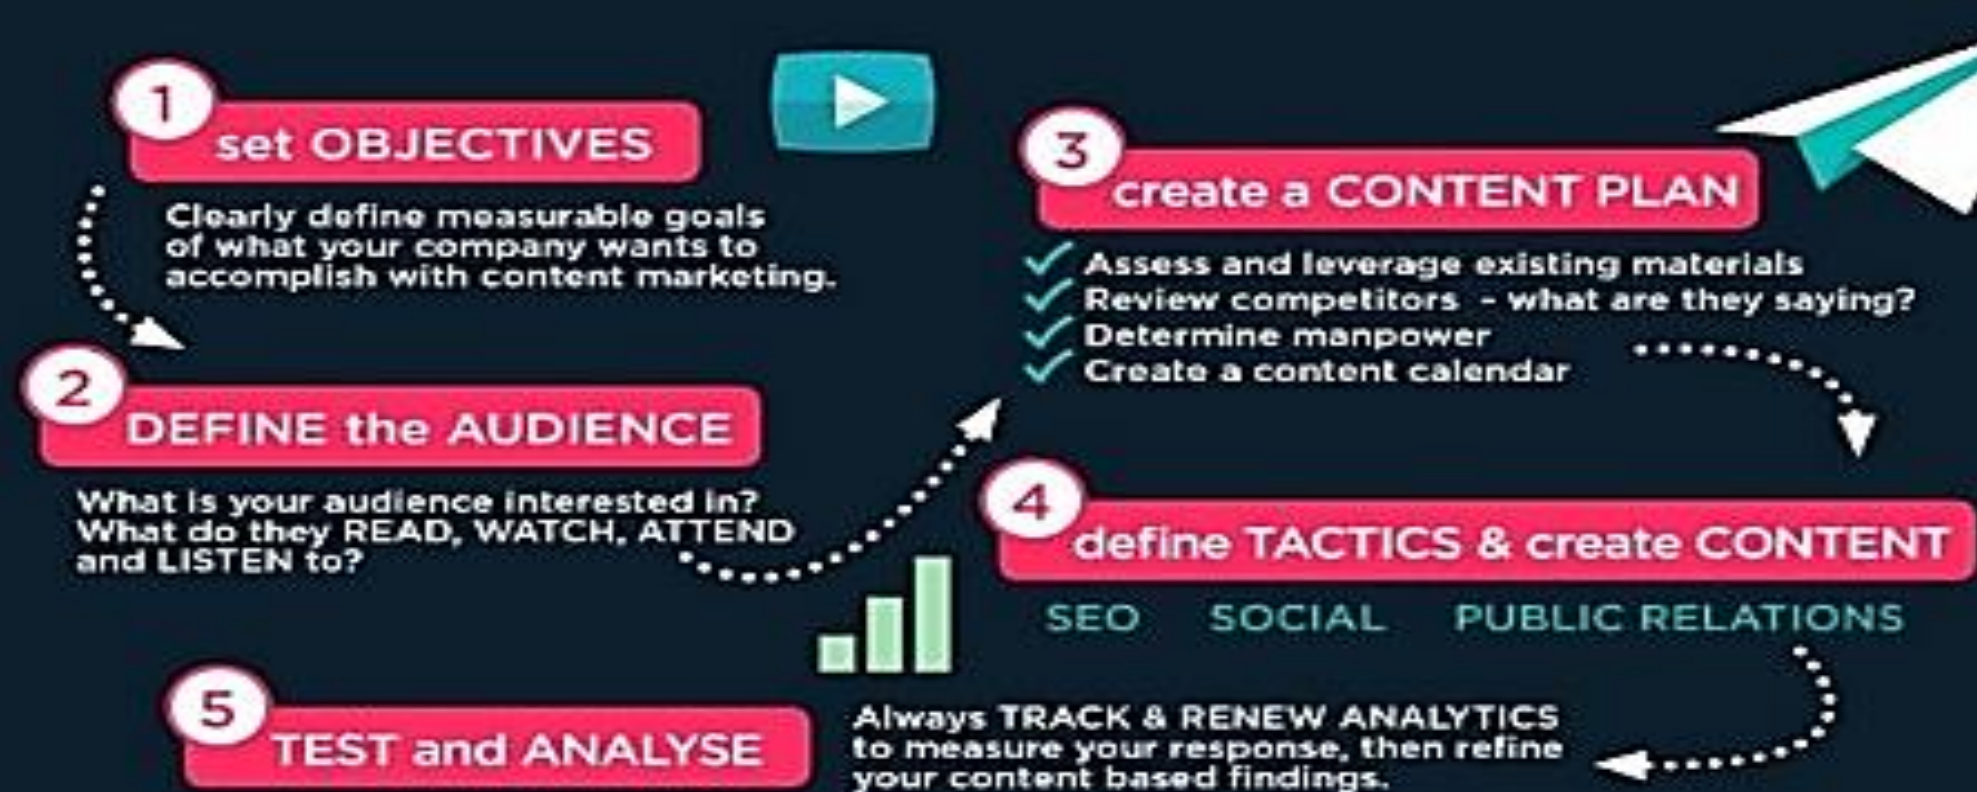 1
set OBJECTIVES
Clearly define measurable goals
of what your company wants to
accomplish with content marketing.
2
DEFINE the AUDIENCE
What is your audience interested in?
What do they READ, WATCH, ATTEND
and LISTEN to?
3
create a CONTENT PLAN
Assess and leverage existing materials
Review competitors - what are they saying?
Determine manpower
Create a content calendar
4
define TACTICS & create CONTENT
SEO SOCIAL PUBLIC RELATIONS
5
TEST and ANALYSE
Always TRACK & RENEW ANALYTICS
to measure your response, then refine
your content based findings.